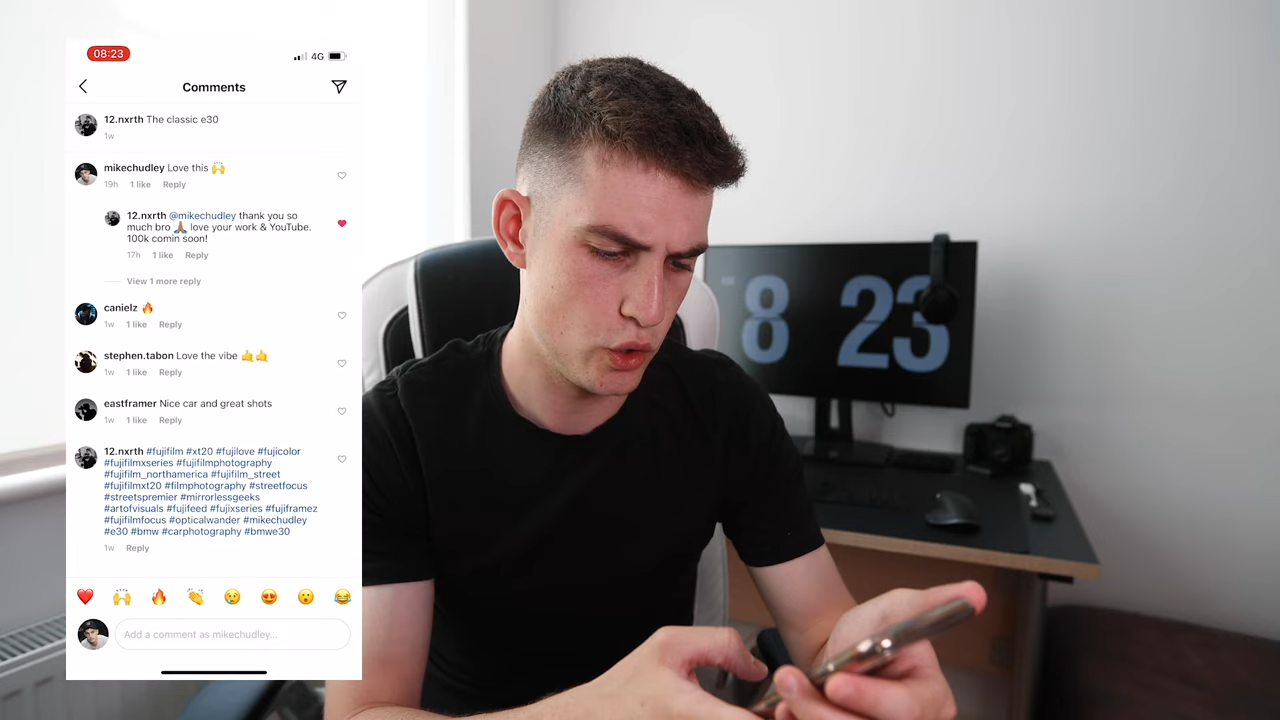 08:23
4G
Comments
12.nxrth The classic e30
1w
mikechudley Love this 🙌
19h 1 like Reply
12.nxrth @mikechudley thank you so
much bro 🙏🏽 love your work & YouTube.
100k comin soon!
17h 1 like Reply
View 1 more reply
canielz 🔥
1w 1 like Reply
stephen.tabon Love the vibe 🤙🤙
1w 1 like Reply
eastframer Nice car and great shots
1w 1 like Reply
12.nxrth #fujifilm #xt20 #fujilove #fujicolor
#fujifilmxseries #fujifilmphotography
#fujifilm_northamerica #fujifilm_street
#fujifilmxt20 #filmphotography #streetfocus
#streetspremier #mirrorlessgeeks
#artofvisuals #fujifeed #fujixseries #fujiframez
#fujifilmfocus #opticalwander #mikechudley
#e30 #bmw #carphotography #bmwe30
1w Reply
❤️ 🙌 🔥 👏 😢 😍 😮 😂
Add a comment as mikechudley...
8 23